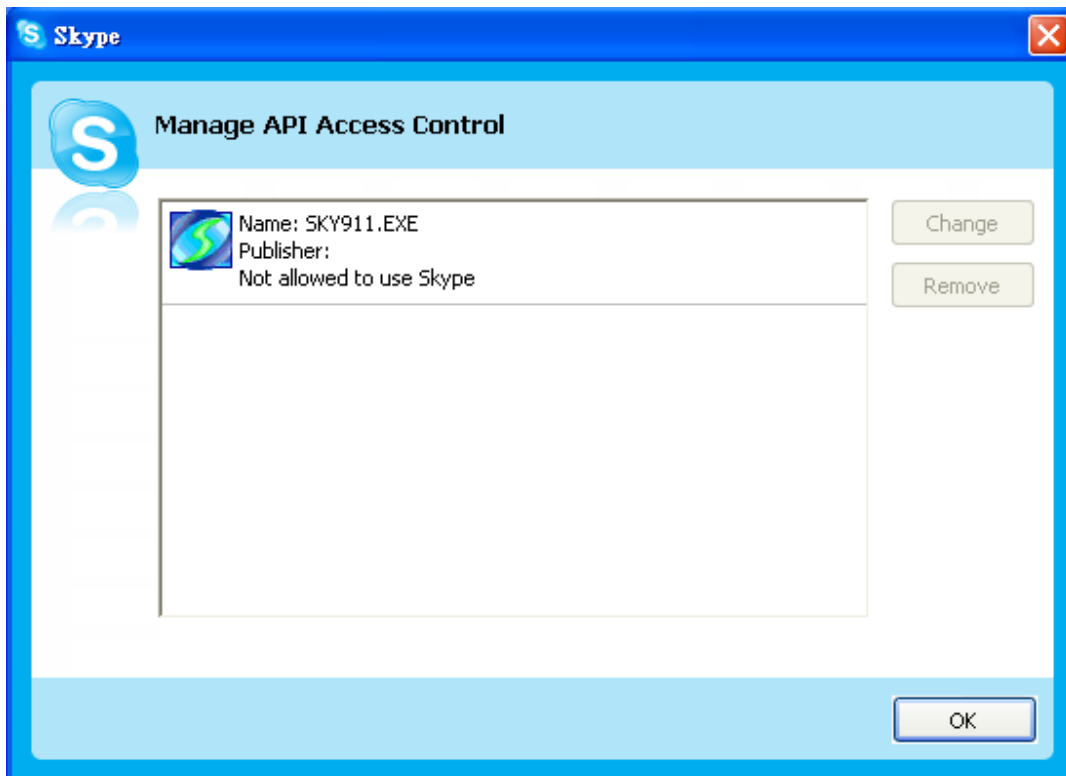 Skype
Manage API Access Control
Name: SKY911.EXE
Publisher:
Not allowed to use Skype
Change
Remove
OK